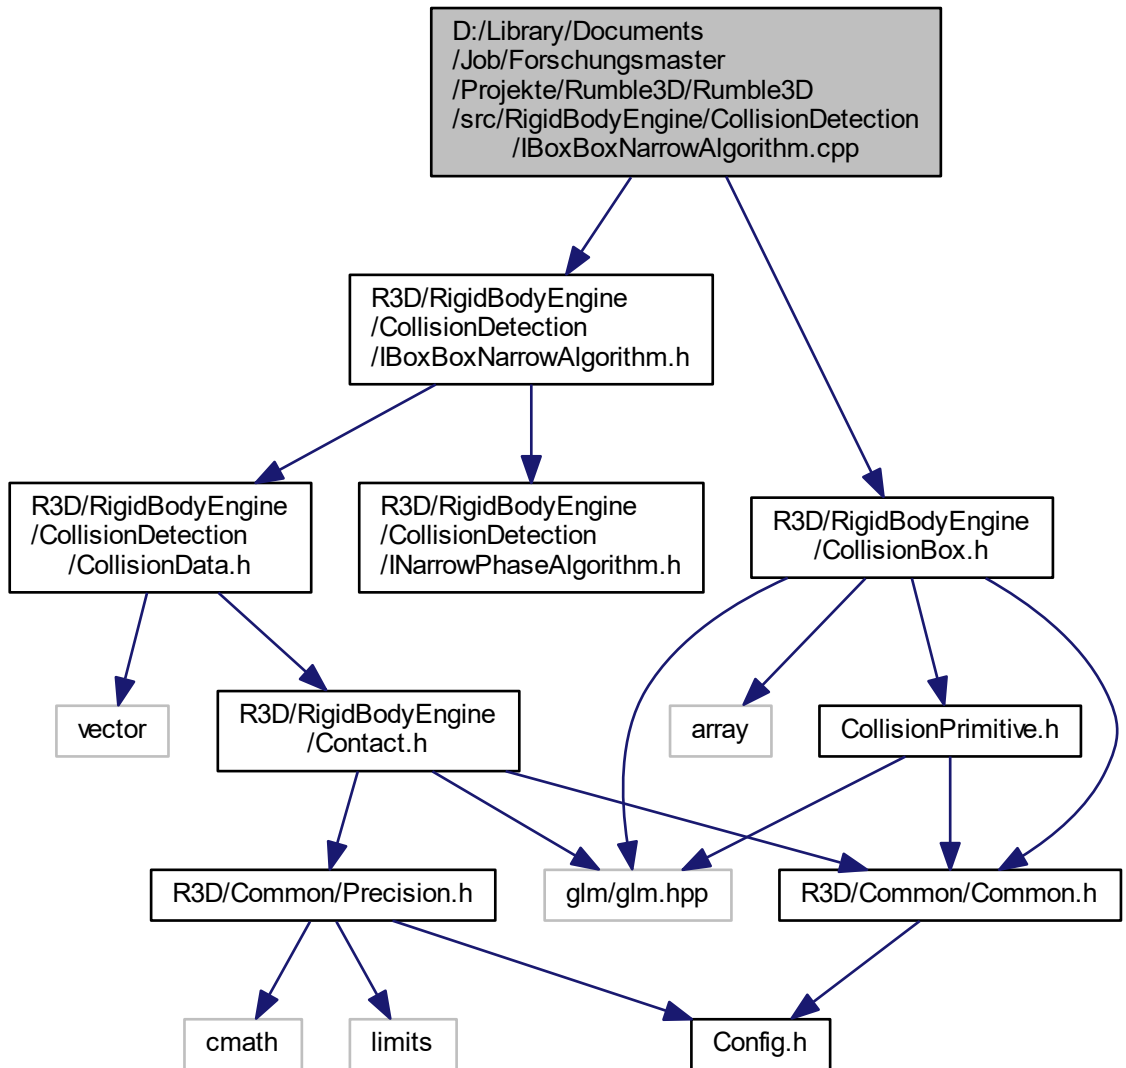 D:/Library/Documents
/Job/Forschungsmaster
/Projekte/Rumble3D/Rumble3D
/src/RigidBodyEngine/CollisionDetection
/IBoxBoxNarrowAlgorithm.cpp
R3D/RigidBodyEngine
/CollisionDetection
/IBoxBoxNarrowAlgorithm.h
R3D/RigidBodyEngine
/CollisionDetection
/CollisionData.h
R3D/RigidBodyEngine
/CollisionDetection
/INarrowPhaseAlgorithm.h
R3D/RigidBodyEngine
/CollisionBox.h
vector
R3D/RigidBodyEngine
/Contact.h
array
CollisionPrimitive.h
R3D/Common/Precision.h
glm/glm.hpp
R3D/Common/Common.h
cmath
limits
Config.h